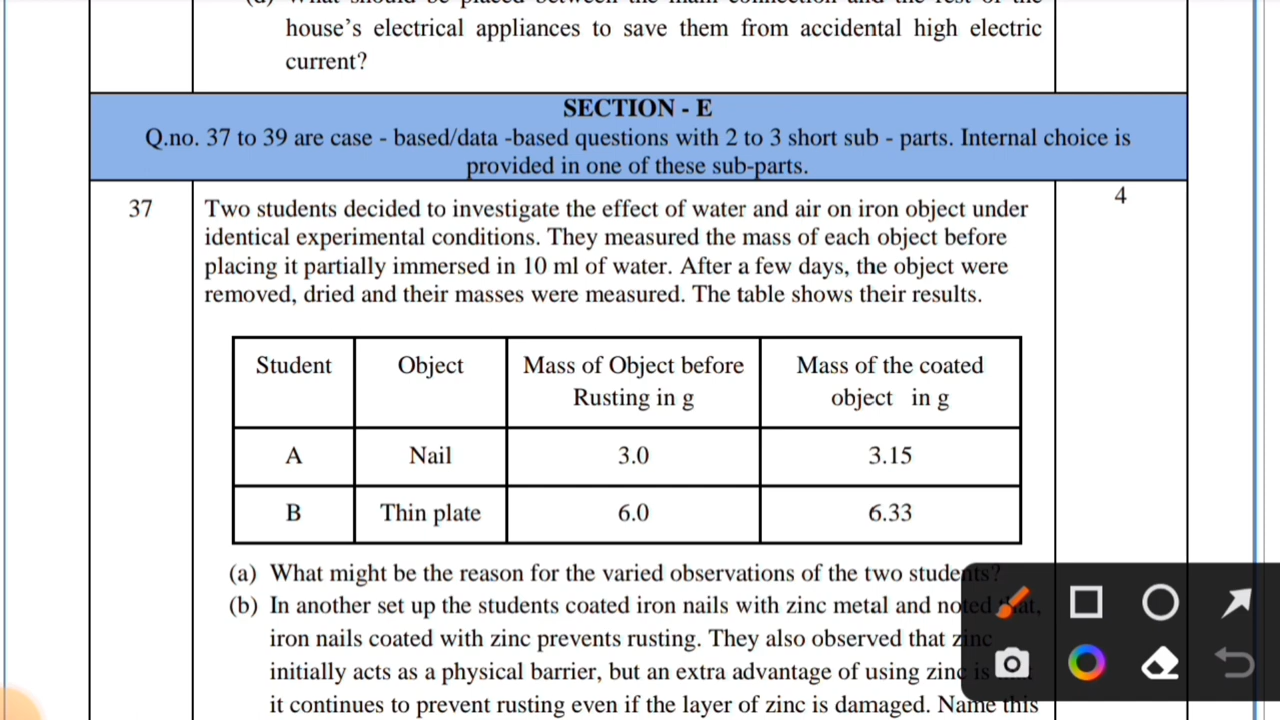 house’s electrical appliances to save them from accidental high electric
current?
SECTION - E
Q.no. 37 to 39 are case - based/data -based questions with 2 to 3 short sub - parts. Internal choice is
provided in one of these sub-parts.
37
4
Two students decided to investigate the effect of water and air on iron object under
identical experimental conditions. They measured the mass of each object before
placing it partially immersed in 10 ml of water. After a few days, the object were
removed, dried and their masses were measured. The table shows their results.
Student
Object
Mass of Object before
Rusting in g
Mass of the coated
object in g
A
Nail
3.0
3.15
B
Thin plate
6.0
6.33
(a) What might be the reason for the varied observations of the two students?
(b) In another set up the students coated iron nails with zinc metal and noted that,
iron nails coated with zinc prevents rusting. They also observed that zinc
initially acts as a physical barrier, but an extra advantage of using zinc is
it continues to prevent rusting even if the layer of zinc is damaged. Name this